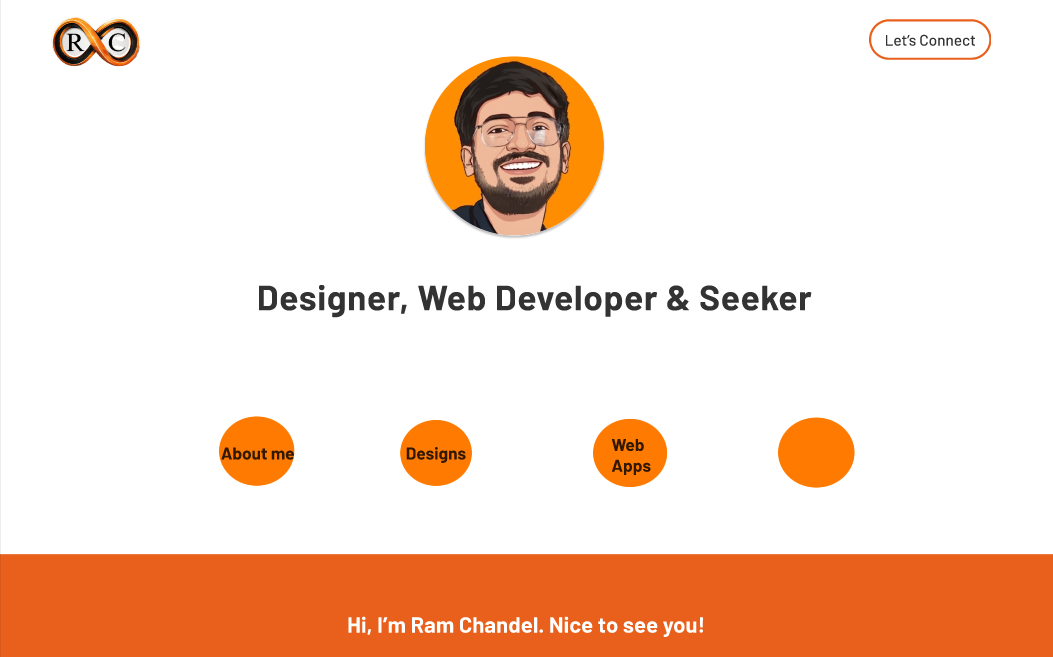 R C
Let's Connect
Designer, Web Developer & Seeker
About me
Designs
Web
Apps
Hi, I'm Ram Chandel. Nice to see you!